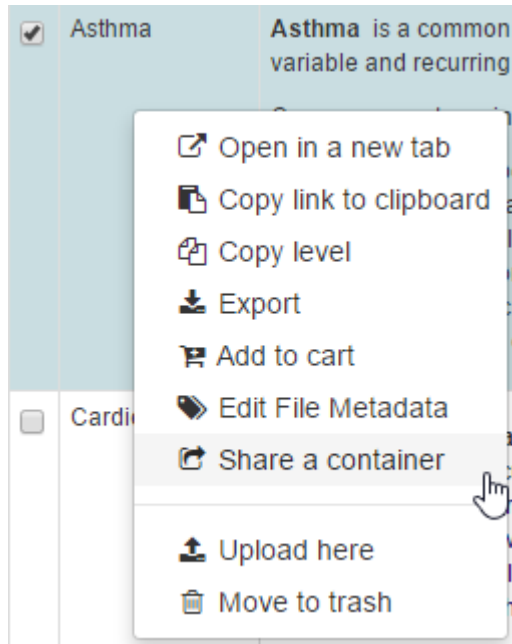 Asthma
Asthma is a common
variable and recurring
Open in a new tab
Copy link to clipboard
Copy level
Export
Add to cart
Edit File Metadata
Cardi
Share a container
Upload here
Move to trash